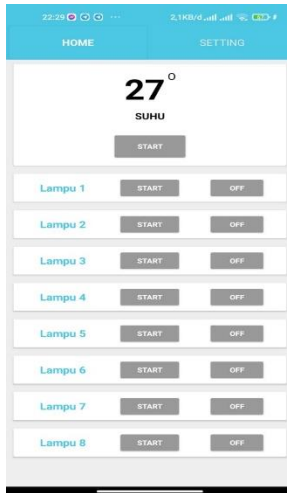 22:29 2,1KB/d
HOME SETTING
27°
SUHU
START
Lampu 1 START OFF
Lampu 2 START OFF
Lampu 3 START OFF
Lampu 4 START OFF
Lampu 5 START OFF
Lampu 6 START OFF
Lampu 7 START OFF
Lampu 8 START OFF